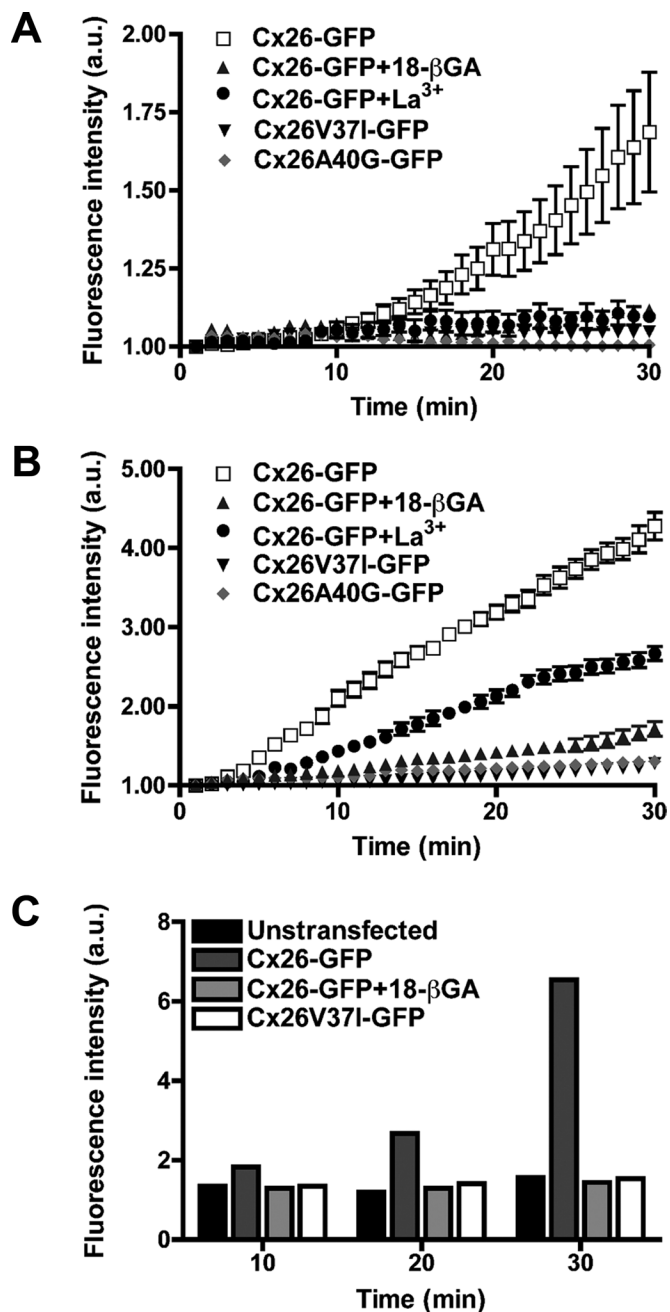 A
Fluorescence intensity (a.u.)
2.00
1.75
1.50
1.25
1.00
Cx26-GFP
Cx26-GFP+18-βGA
Cx26-GFP+La³⁺
Cx26V37I-GFP
Cx26A40G-GFP
0 10 20 30
Time (min)
B
Fluorescence intensity (a.u.)
5.00
4.00
3.00
2.00
1.00
Cx26-GFP
Cx26-GFP+18-βGA
Cx26-GFP+La³⁺
Cx26V37I-GFP
Cx26A40G-GFP
0 10 20 30
Time (min)
C
Fluorescence intensity (a.u.)
8
6
4
2
0
Unstransfected
Cx26-GFP
Cx26-GFP+18-βGA
Cx26V37I-GFP
10 20 30
Time (min)